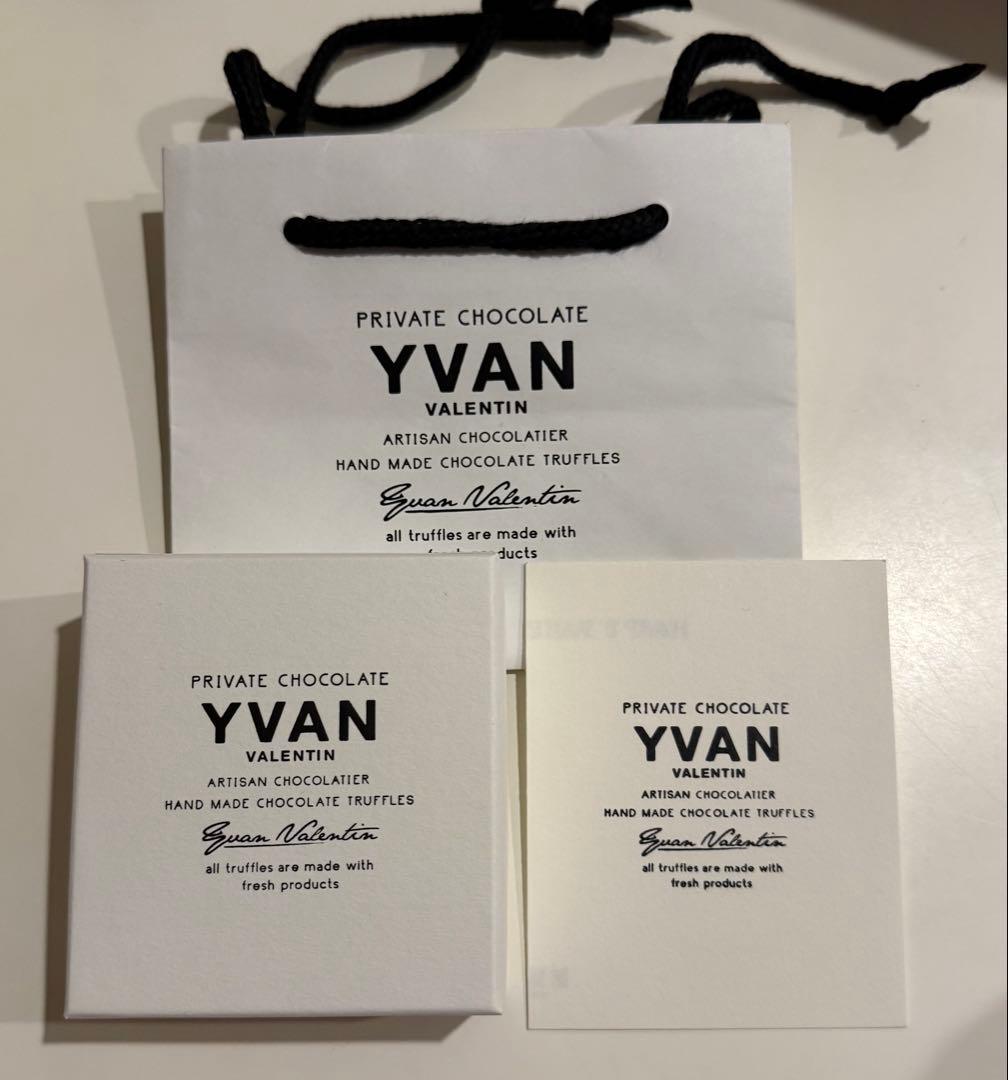 PRIVATE CHOCOLATE
YVAN
VALENTIN
ARTISAN CHOCOLATIER
HAND MADE CHOCOLATE TRUFFLES
Yvan Valentin
all truffles are made with
fresh products
PRIVATE CHOCOLATE
YVAN
VALENTIN
ARTISAN CHOCOLATIER
HAND MADE CHOCOLATE TRUFFLES
Yvan Valentin
all truffles are made with
fresh products
PRIVATE CHOCOLATE
YVAN
VALENTIN
ARTISAN CHOCOLATIER
HAND MADE CHOCOLATE TRUFFLES
Yvan Valentin
all truffles are made with
fresh products